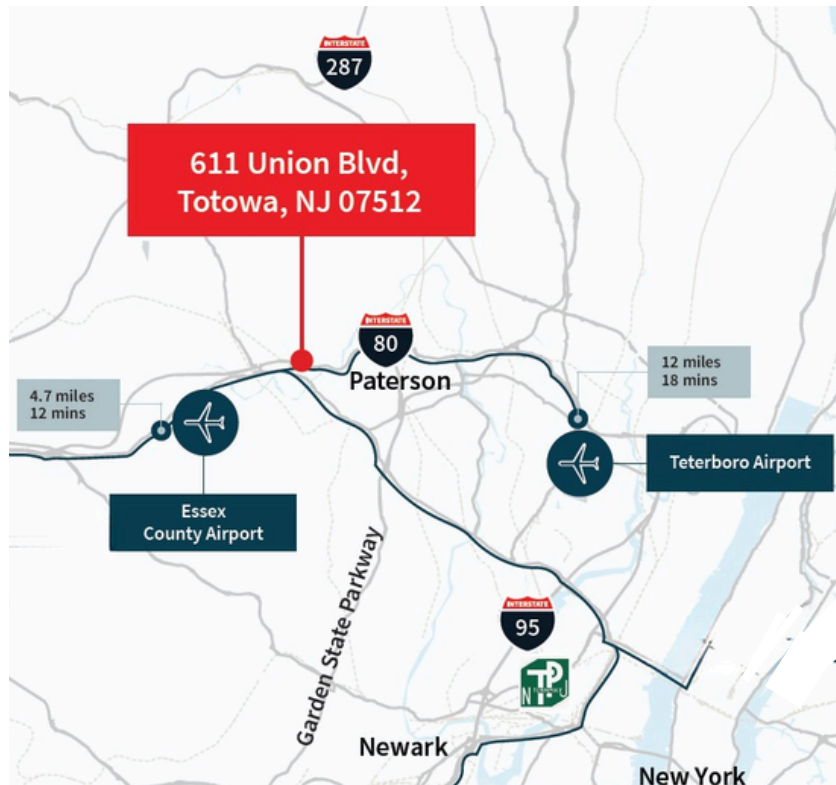 INTERSTATE
287
611 Union Blvd,
Totowa, NJ 07512
INTERSTATE
80
Paterson
12 miles
18 mins
4.7 miles
12 mins
Teterboro Airport
Essex
County Airport
Garden State Parkway
INTERSTATE
95
TP
N TURNPIKE J
Newark
New York